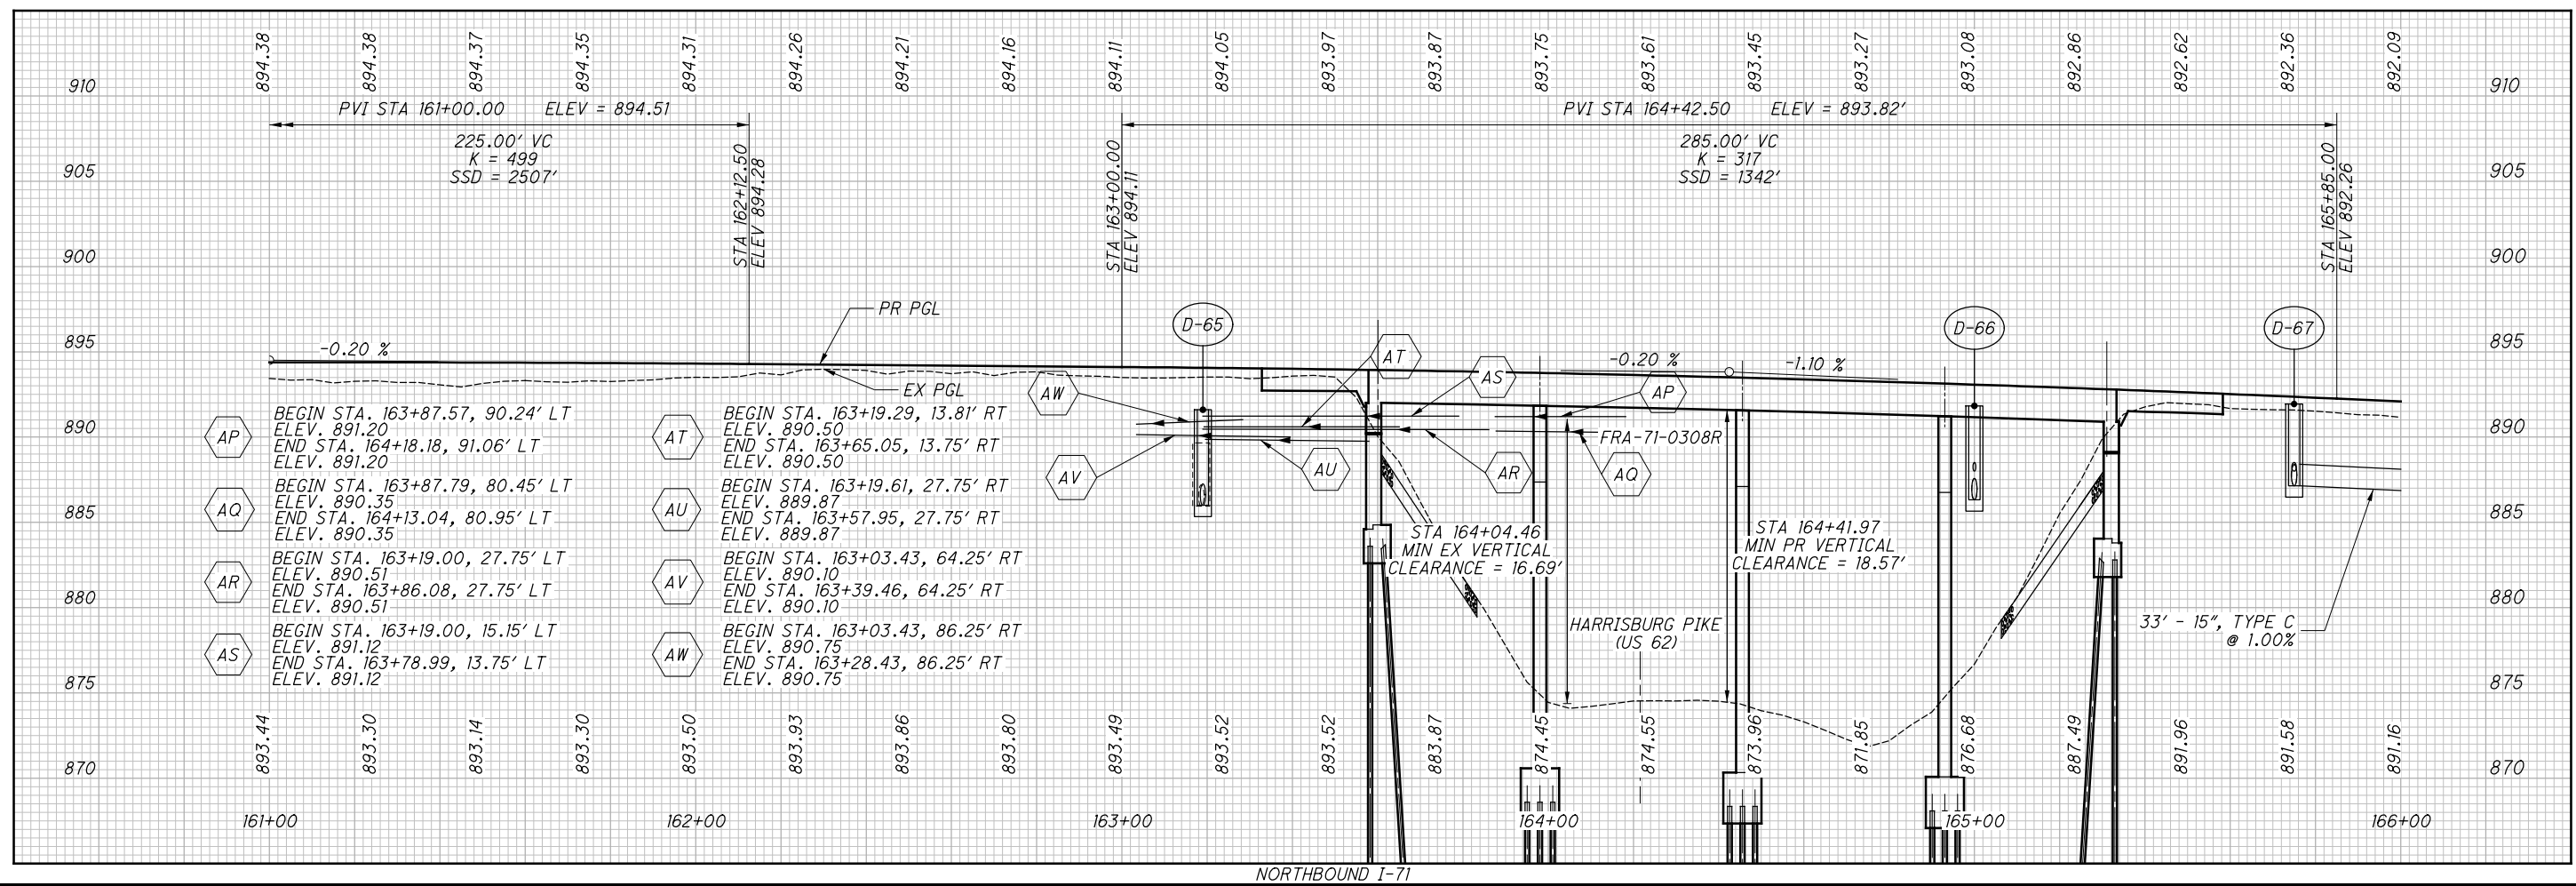 894.38 894.38 894.37 894.35 894.31 894.26 894.21 894.16 894.11 894.05 893.97 893.87 893.75 893.61 893.45 893.27 893.08 892.86 892.62 892.36 892.09
910 910
PVI STA 161+00.00 ELEV = 894.51
225.00' VC
K = 499
SSD = 2507'
STA 162+12.50
ELEV 894.28
STA 163+00.00
ELEV 894.11
PVI STA 164+42.50 ELEV = 893.82'
285.00' VC
K = 317
SSD = 1342'
STA 165+85.00
ELEV 892.26
905 905
900 900
PR PGL
D-65
D-66
D-67
895 895
-0.20 %
AT
-0.20 %
-1.10 %
AS
AP
EX PGL
AW
890 890
FRA-71-0308R
AV
AU
AR
AQ
AP
BEGIN STA. 163+87.57, 90.24' LT
ELEV. 891.20
END STA. 164+18.18, 91.06' LT
ELEV. 891.20
AQ
BEGIN STA. 163+87.79, 80.45' LT
ELEV. 890.35
END STA. 164+13.04, 80.95' LT
ELEV. 890.35
AR
BEGIN STA. 163+19.00, 27.75' LT
ELEV. 890.51
END STA. 163+86.08, 27.75' LT
ELEV. 890.51
AS
BEGIN STA. 163+19.00, 15.15' LT
ELEV. 891.12
END STA. 163+78.99, 13.75' LT
ELEV. 891.12
AT
BEGIN STA. 163+19.29, 13.81' RT
ELEV. 890.50
END STA. 163+65.05, 13.75' RT
ELEV. 890.50
AU
BEGIN STA. 163+19.61, 27.75' RT
ELEV. 889.87
END STA. 163+57.95, 27.75' RT
ELEV. 889.87
AV
BEGIN STA. 163+03.43, 64.25' RT
ELEV. 890.10
END STA. 163+39.46, 64.25' RT
ELEV. 890.10
AW
BEGIN STA. 163+03.43, 86.25' RT
ELEV. 890.75
END STA. 163+28.43, 86.25' RT
ELEV. 890.75
885 885
STA 164+04.46
MIN EX VERTICAL
CLEARANCE = 16.69'
STA 164+41.97
MIN PR VERTICAL
CLEARANCE = 18.57'
880 880
HARRISBURG PIKE
(US 62)
33' - 15", TYPE C
@ 1.00%
875 875
893.44 893.30 893.14 893.30 893.50 893.93 893.86 893.80 893.49 893.52 893.52 883.87 874.45 874.55 873.96 871.85 876.68 887.49 891.96 891.58 891.16
870 870
161+00 162+00 163+00 164+00 165+00 166+00
NORTHBOUND I-71